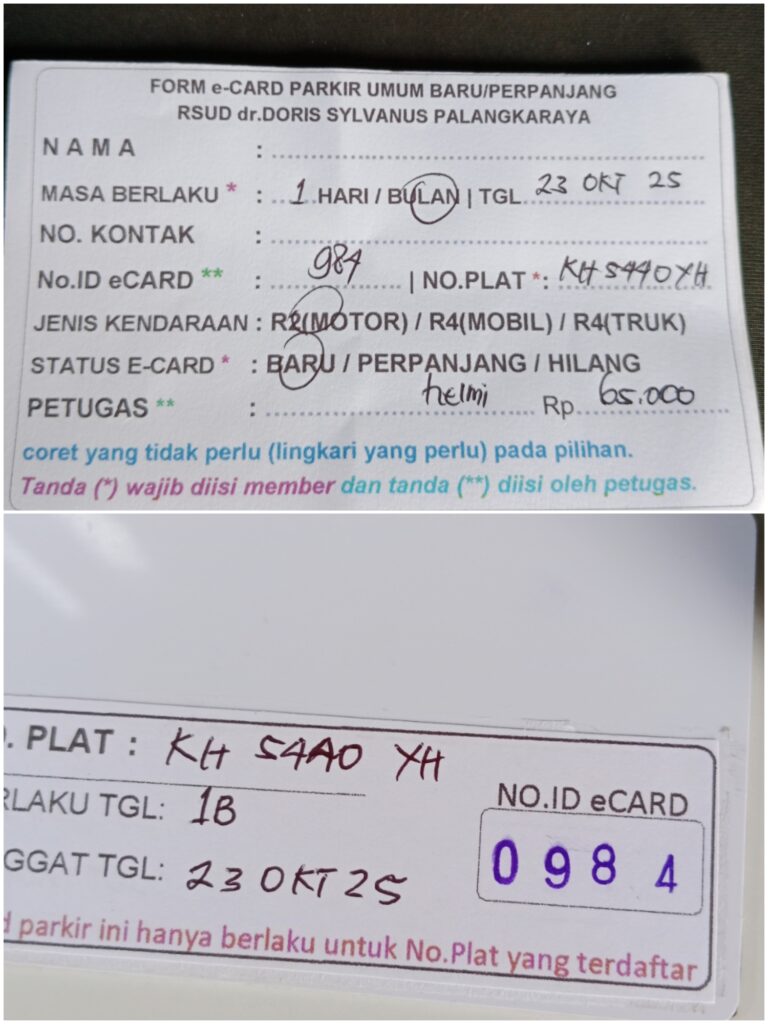 FORM e-CARD PARKIR UMUM BARU/PERPANJANG
RSUD dr.DORIS SYLVANUS PALANGKARAYA
NAMA :
MASA BERLAKU * : 1 HARI / BULAN | TGL 23 OKT 25
NO. KONTAK :
No.ID eCARD ** : 984 | NO.PLAT *: KH 5440 YH
JENIS KENDARAAN : R2(MOTOR) / R4(MOBIL) / R4(TRUK)
STATUS E-CARD * : BARU / PERPANJANG / HILANG
PETUGAS ** : helmi Rp. 65.000
coret yang tidak perlu (lingkari yang perlu) pada pilihan.
Tanda (*) wajib diisi member dan tanda (**) diisi oleh petugas.
. PLAT : KH 5440 YH
RLAKU TGL: 1B
NO.ID eCARD
0984
GGAT TGL: 23 OKT 25
d parkir ini hanya berlaku untuk No.Plat yang terdaftar